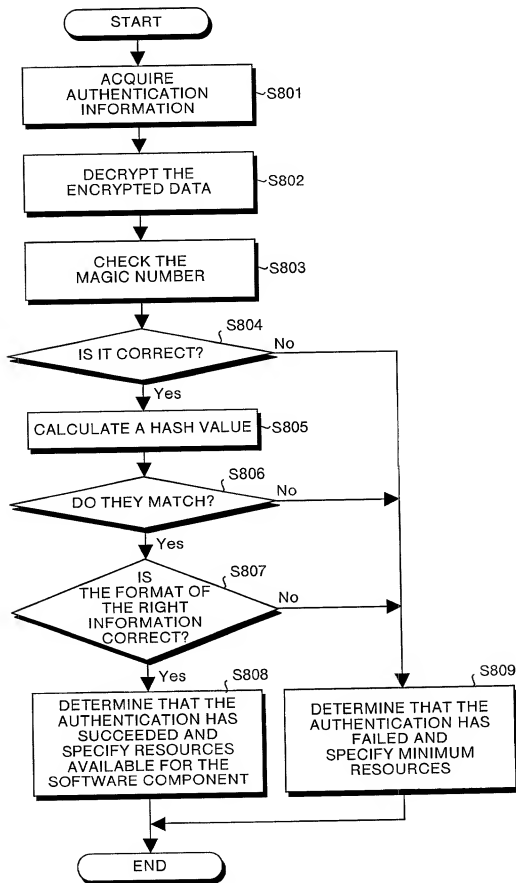 START
ACQUIRE
AUTHENTICATION
INFORMATION
S801
DECRYPT THE
ENCRYPTED DATA
S802
CHECK THE
MAGIC NUMBER
S803
S804
IS IT CORRECT?
No
Yes
CALCULATE A HASH VALUE
S805
S806
DO THEY MATCH?
No
Yes
S807
IS
THE FORMAT OF
THE RIGHT
INFORMATION
CORRECT?
No
Yes
S808
DETERMINE THAT THE
AUTHENTICATION HAS
SUCCEEDED AND
SPECIFY RESOURCES
AVAILABLE FOR THE
SOFTWARE COMPONENT
S809
DETERMINE THAT THE
AUTHENTICATION HAS
FAILED AND
SPECIFY MINIMUM
RESOURCES
END